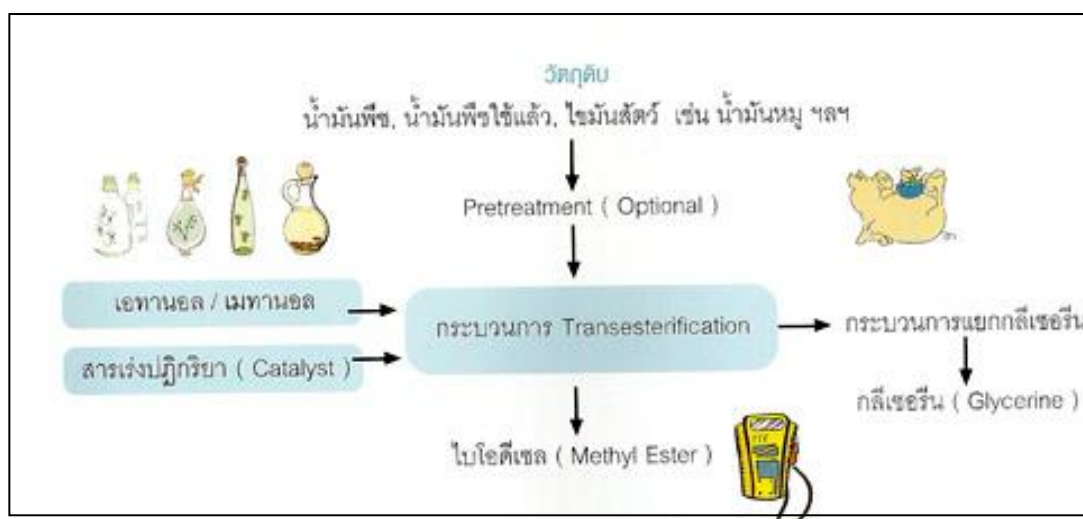 วัตถุดิบ
น้ำมันพืช, น้ำมันพืชใช้แล้ว, ไขมันสัตว์ เช่น น้ำมันหมู ฯลฯ
Pretreatment ( Optional )
เอทานอล / เมทานอล
สารเร่งปฏิกริยา ( Catalyst )
กระบวนการ Transesterification
กระบวนการแยกกลีเซอรีน
กลีเซอรีน ( Glycerine )
ไบโอดีเซล ( Methyl Ester )